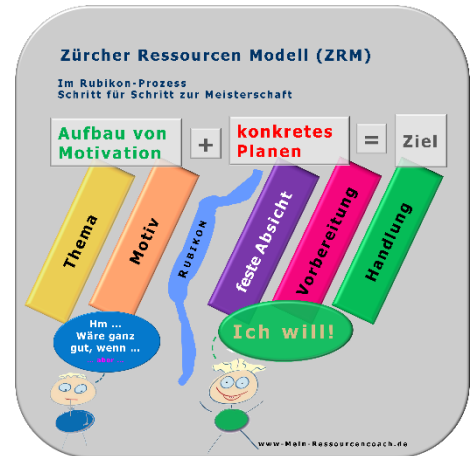 Zürcher Ressourcen Modell (ZRM)
Im Rubikon-Prozess
Schritt für Schritt zur Meisterschaft
Aufbau von
Motivation
+
konkretes
Planen
=
Ziel
Thema
Motiv
RUBIKON
feste Absicht
Vorbereitung
Handlung
Hm ...
Wäre ganz
gut, wenn ...
Ich will!
www-Mein-Ressourcencoach.de